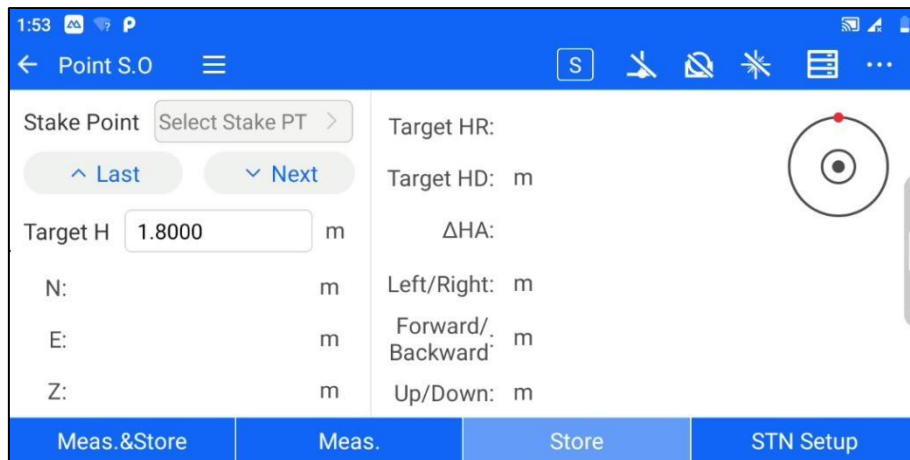 1:53
Point S.O
S
Stake Point Select Stake PT
Last Next
Target H 1.8000 m
N: m
E: m
Z: m
Target HR:
Target HD: m
ΔHA:
Left/Right: m
Forward/
Backward: m
Up/Down: m
Meas.&Store Meas. Store STN Setup